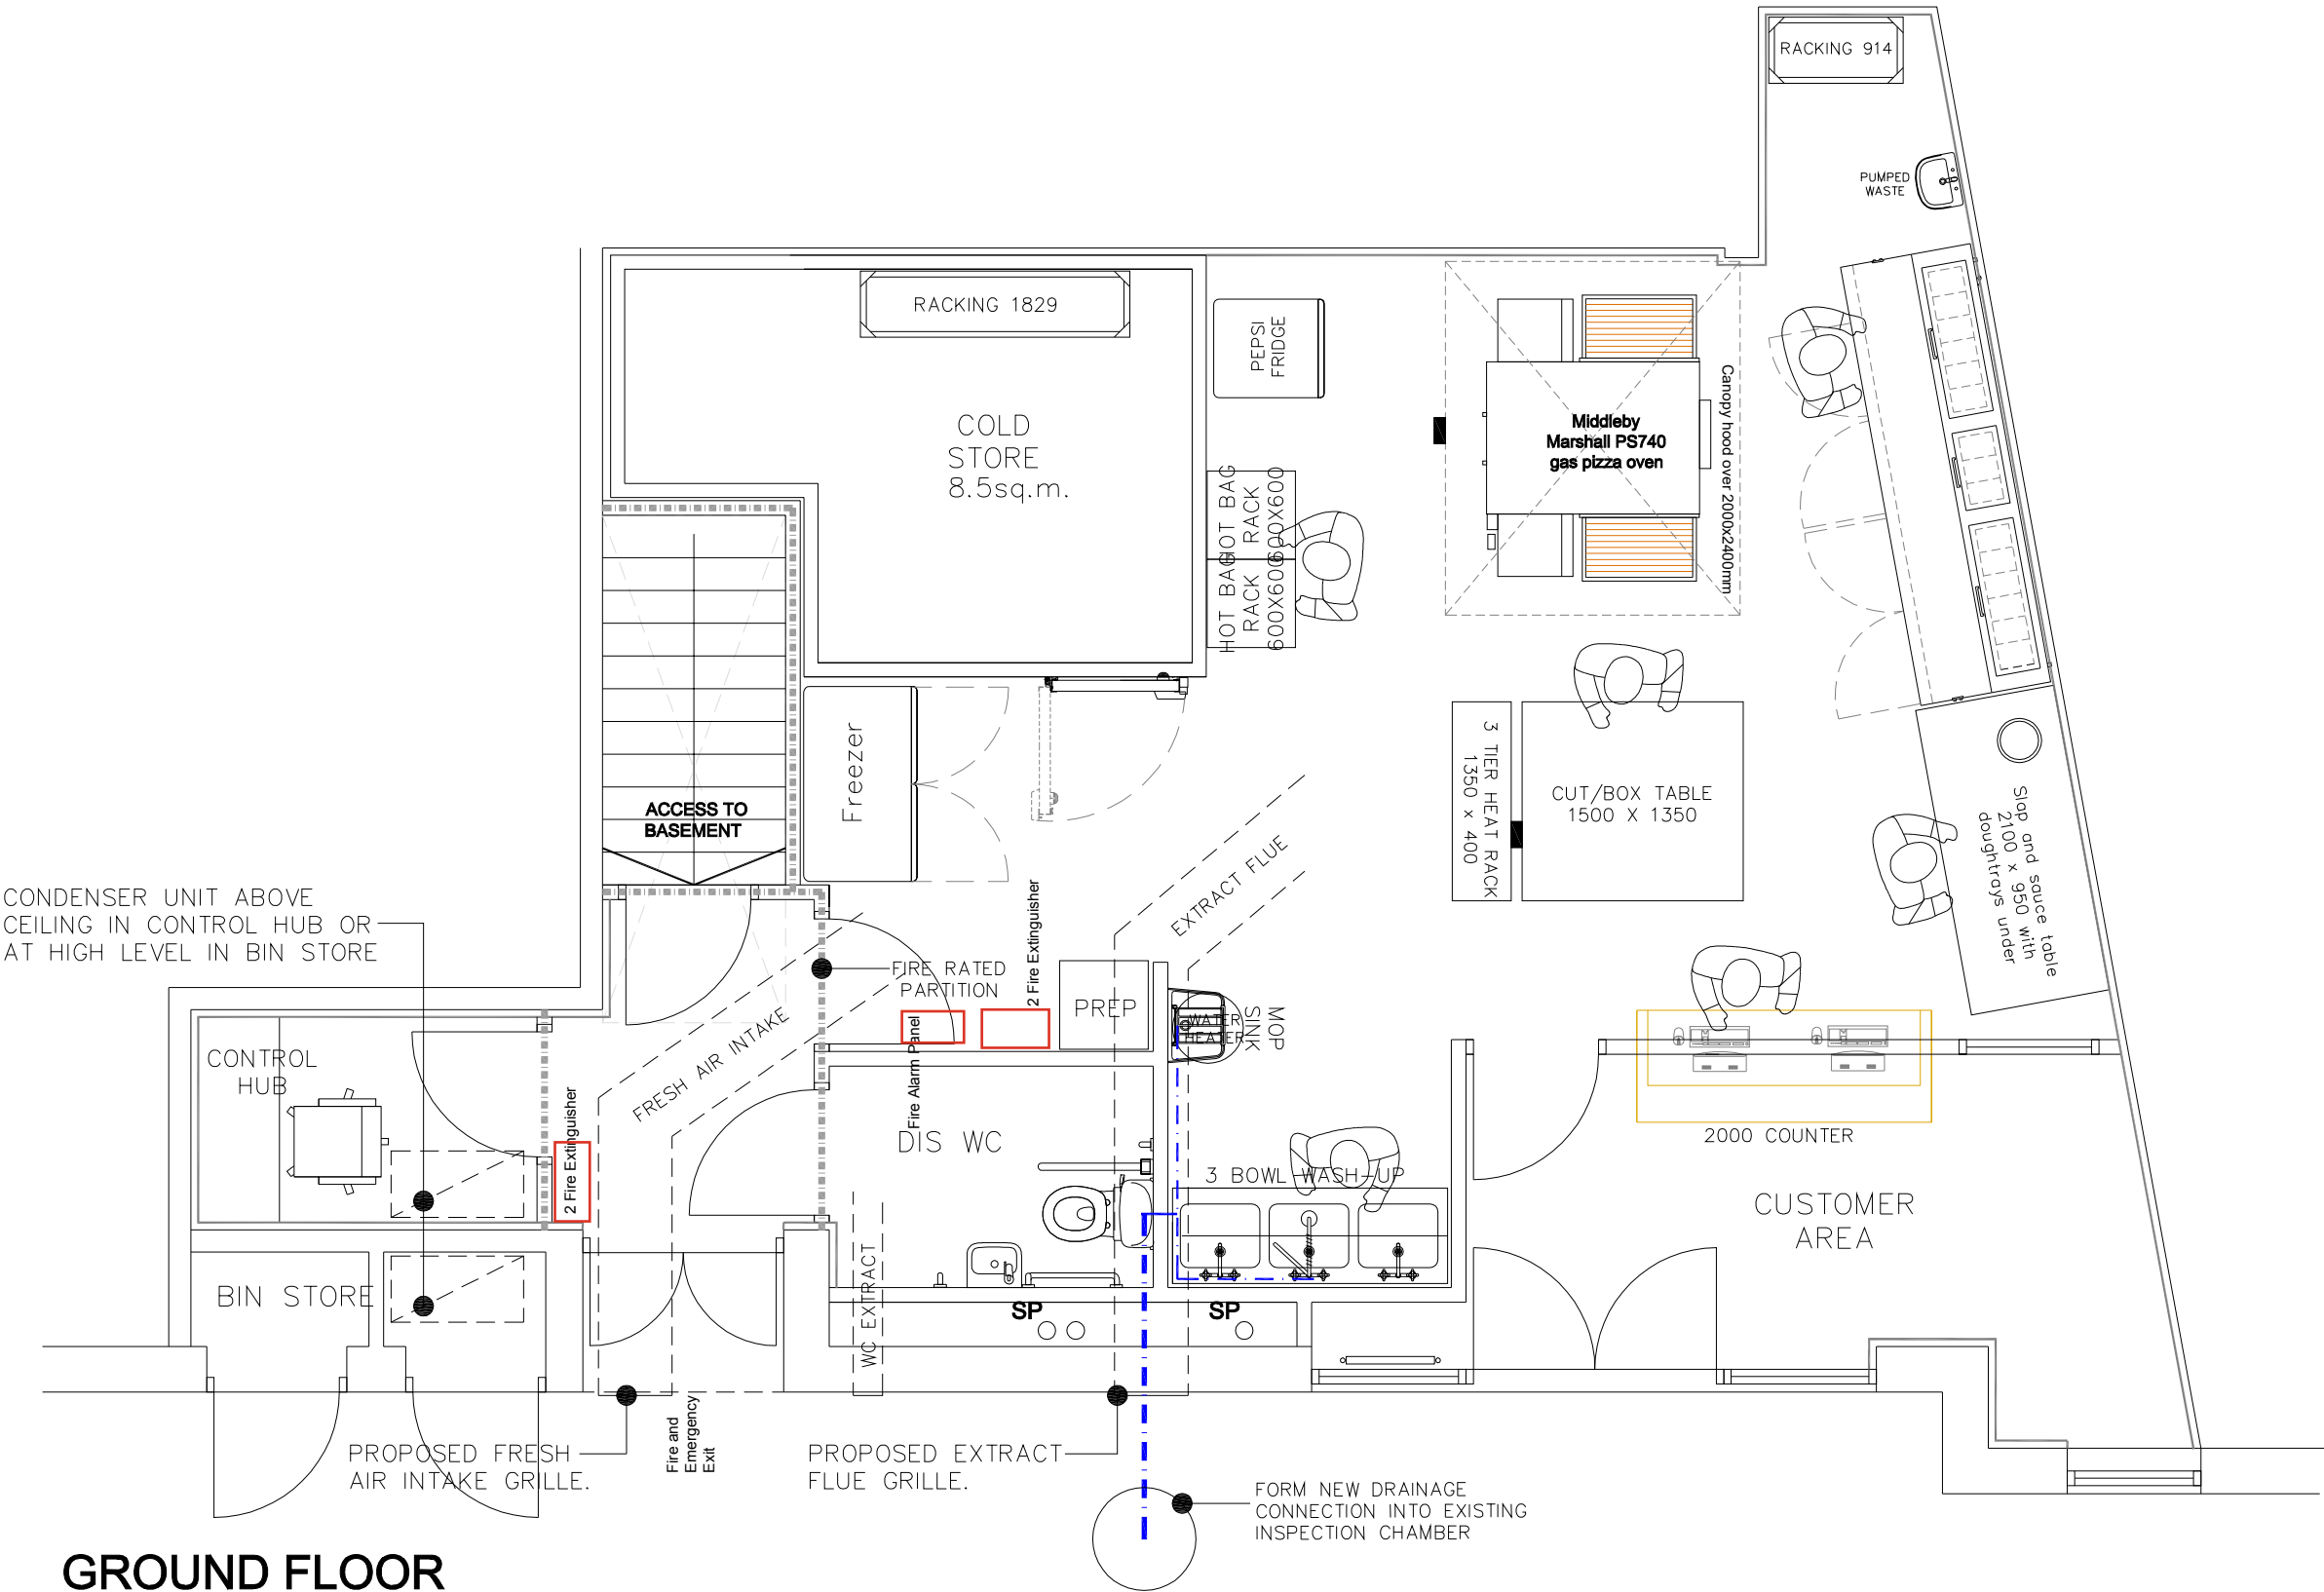 RACKING 914
PUMPED
WASTE
RACKING 1829
PEPSI
FRIDGE
COLD
STORE
8.5sq.m.
Middleby
Marshall PS740
gas pizza oven
Canopy hood over 2000x2400mm
HOT BAG
RACK
600X600
HOT BAG
RACK
600X600
Freezer
ACCESS TO
BASEMENT
3 TIER HEAT RACK
1350 x 400
CUT/BOX TABLE
1500 X 1350
Slap and sauce table
2100 x 950 with
doughtrays under
CONDENSER UNIT ABOVE
CEILING IN CONTROL HUB OR
AT HIGH LEVEL IN BIN STORE
EXTRACT FLUE
2 Fire Extinguisher
FIRE RATED
PARTITION
PREP
WATER
HEATER
MOP
SINK
FRESH AIR INTAKE
Fire Alarm Panel
CONTROL
HUB
2 Fire Extinguisher
DIS WC
3 BOWL WASH-UP
2000 COUNTER
CUSTOMER
AREA
BIN STORE
WC EXTRACT
SP
SP
Fire and
Emergency
Exit
PROPOSED FRESH
AIR INTAKE GRILLE.
PROPOSED EXTRACT
FLUE GRILLE.
FORM NEW DRAINAGE
CONNECTION INTO EXISTING
INSPECTION CHAMBER
GROUND FLOOR